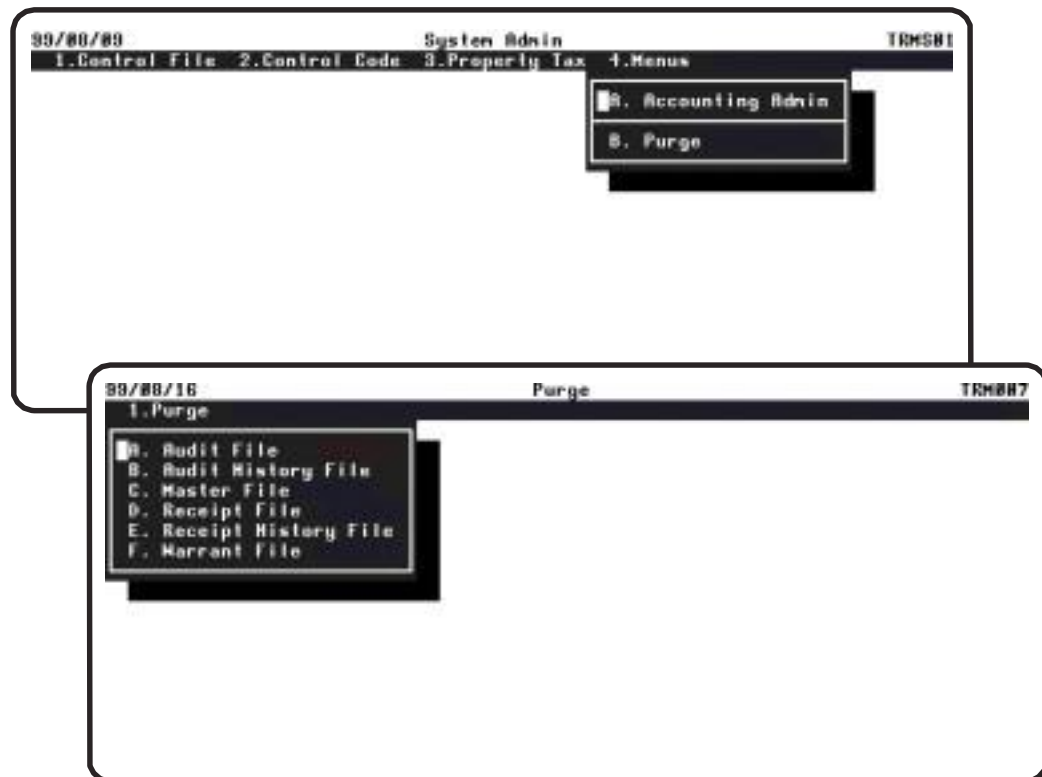 99/08/09 System Admin TRMS01
1.Control File 2.Control Code 3.Property Tax 4.Menus
A. Accounting Admin
B. Purge
99/08/16 Purge TRM007
1.Purge
A. Audit File
B. Audit History File
C. Master File
D. Receipt File
E. Receipt History File
F. Warrant File